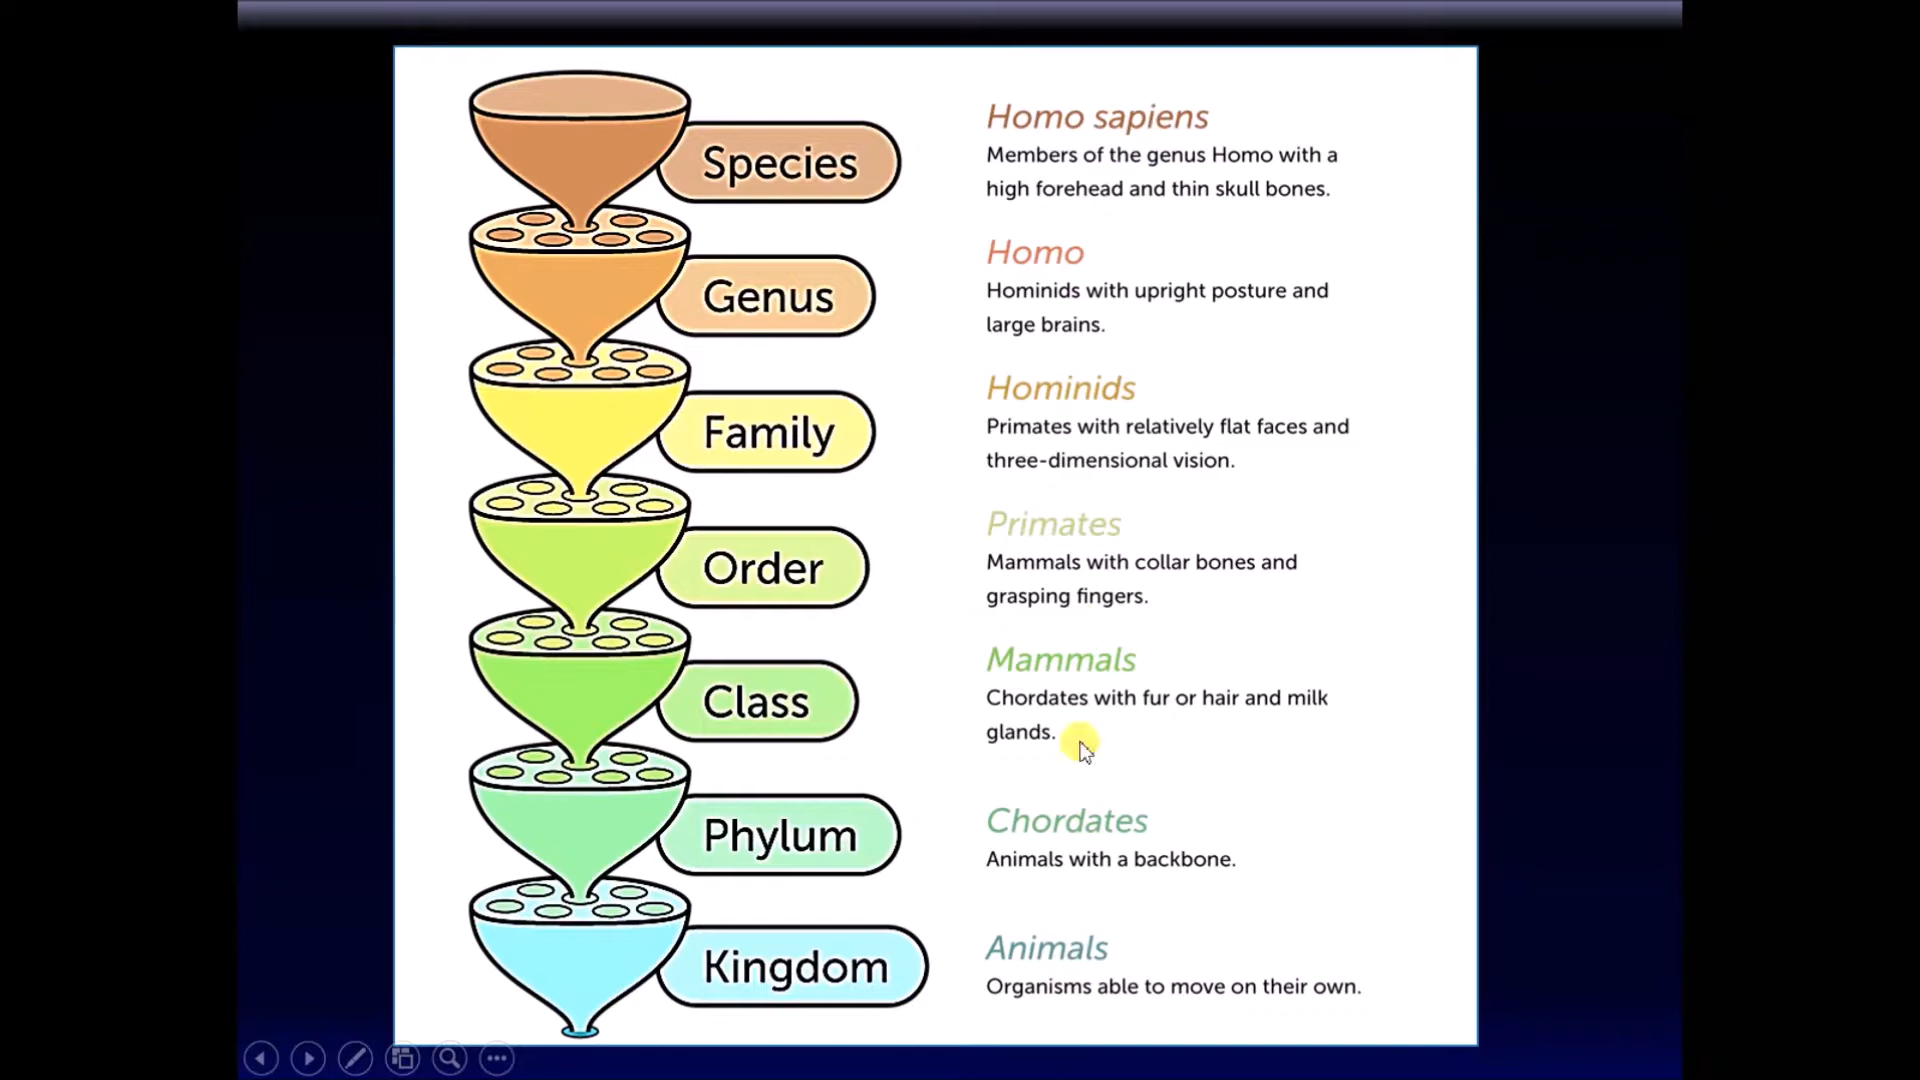 Species
Homo sapiens
Members of the genus Homo with a
high forehead and thin skull bones.
Genus
Homo
Hominids with upright posture and
large brains.
Family
Hominids
Primates with relatively flat faces and
three-dimensional vision.
Order
Primates
Mammals with collar bones and
grasping fingers.
Class
Mammals
Chordates with fur or hair and milk
glands.
Phylum
Chordates
Animals with a backbone.
Kingdom
Animals
Organisms able to move on their own.